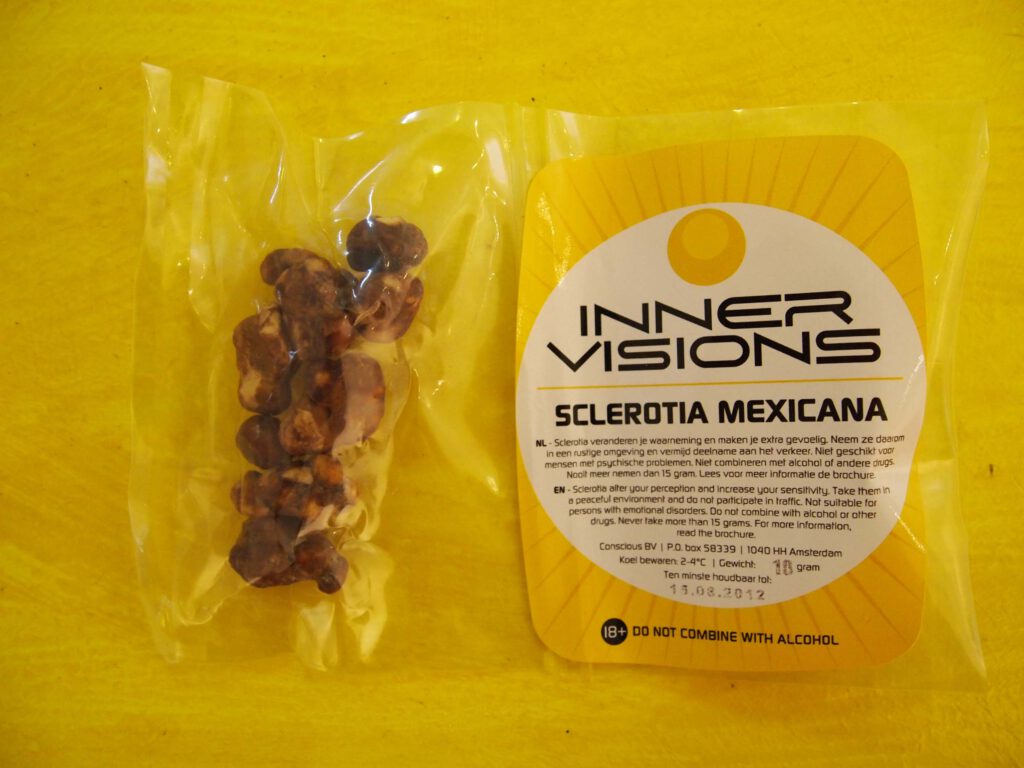 INNER
VISIONS
SCLEROTIA MEXICANA
NL - Sclerotia veranderen je waarneming en maken je extra gevoelig. Neem ze daarom
in een rustige omgeving en vermijd deelname aan het verkeer. Niet geschikt voor
mensen met psychische problemen. Niet combineren met alcohol of andere drugs.
Nooit meer nemen dan 15 gram. Lees voor meer informatie de brochure.
EN - Sclerotia alter your perception and increase your sensitivity. Take them in
a peaceful environment and do not participate in traffic. Not suitable for
persons with emotional disorders. Do not combine with alcohol or other
drugs. Never take more than 15 grams. For more information,
read the brochure.
Conscious BV | P.O. box 58339 | 1040 HH Amsterdam
Koel bewaren: 2-4°C | Gewicht: gram
Ten minste houdbaar tot:
.08.2012
18+ DO NOT COMBINE WITH ALCOHOL